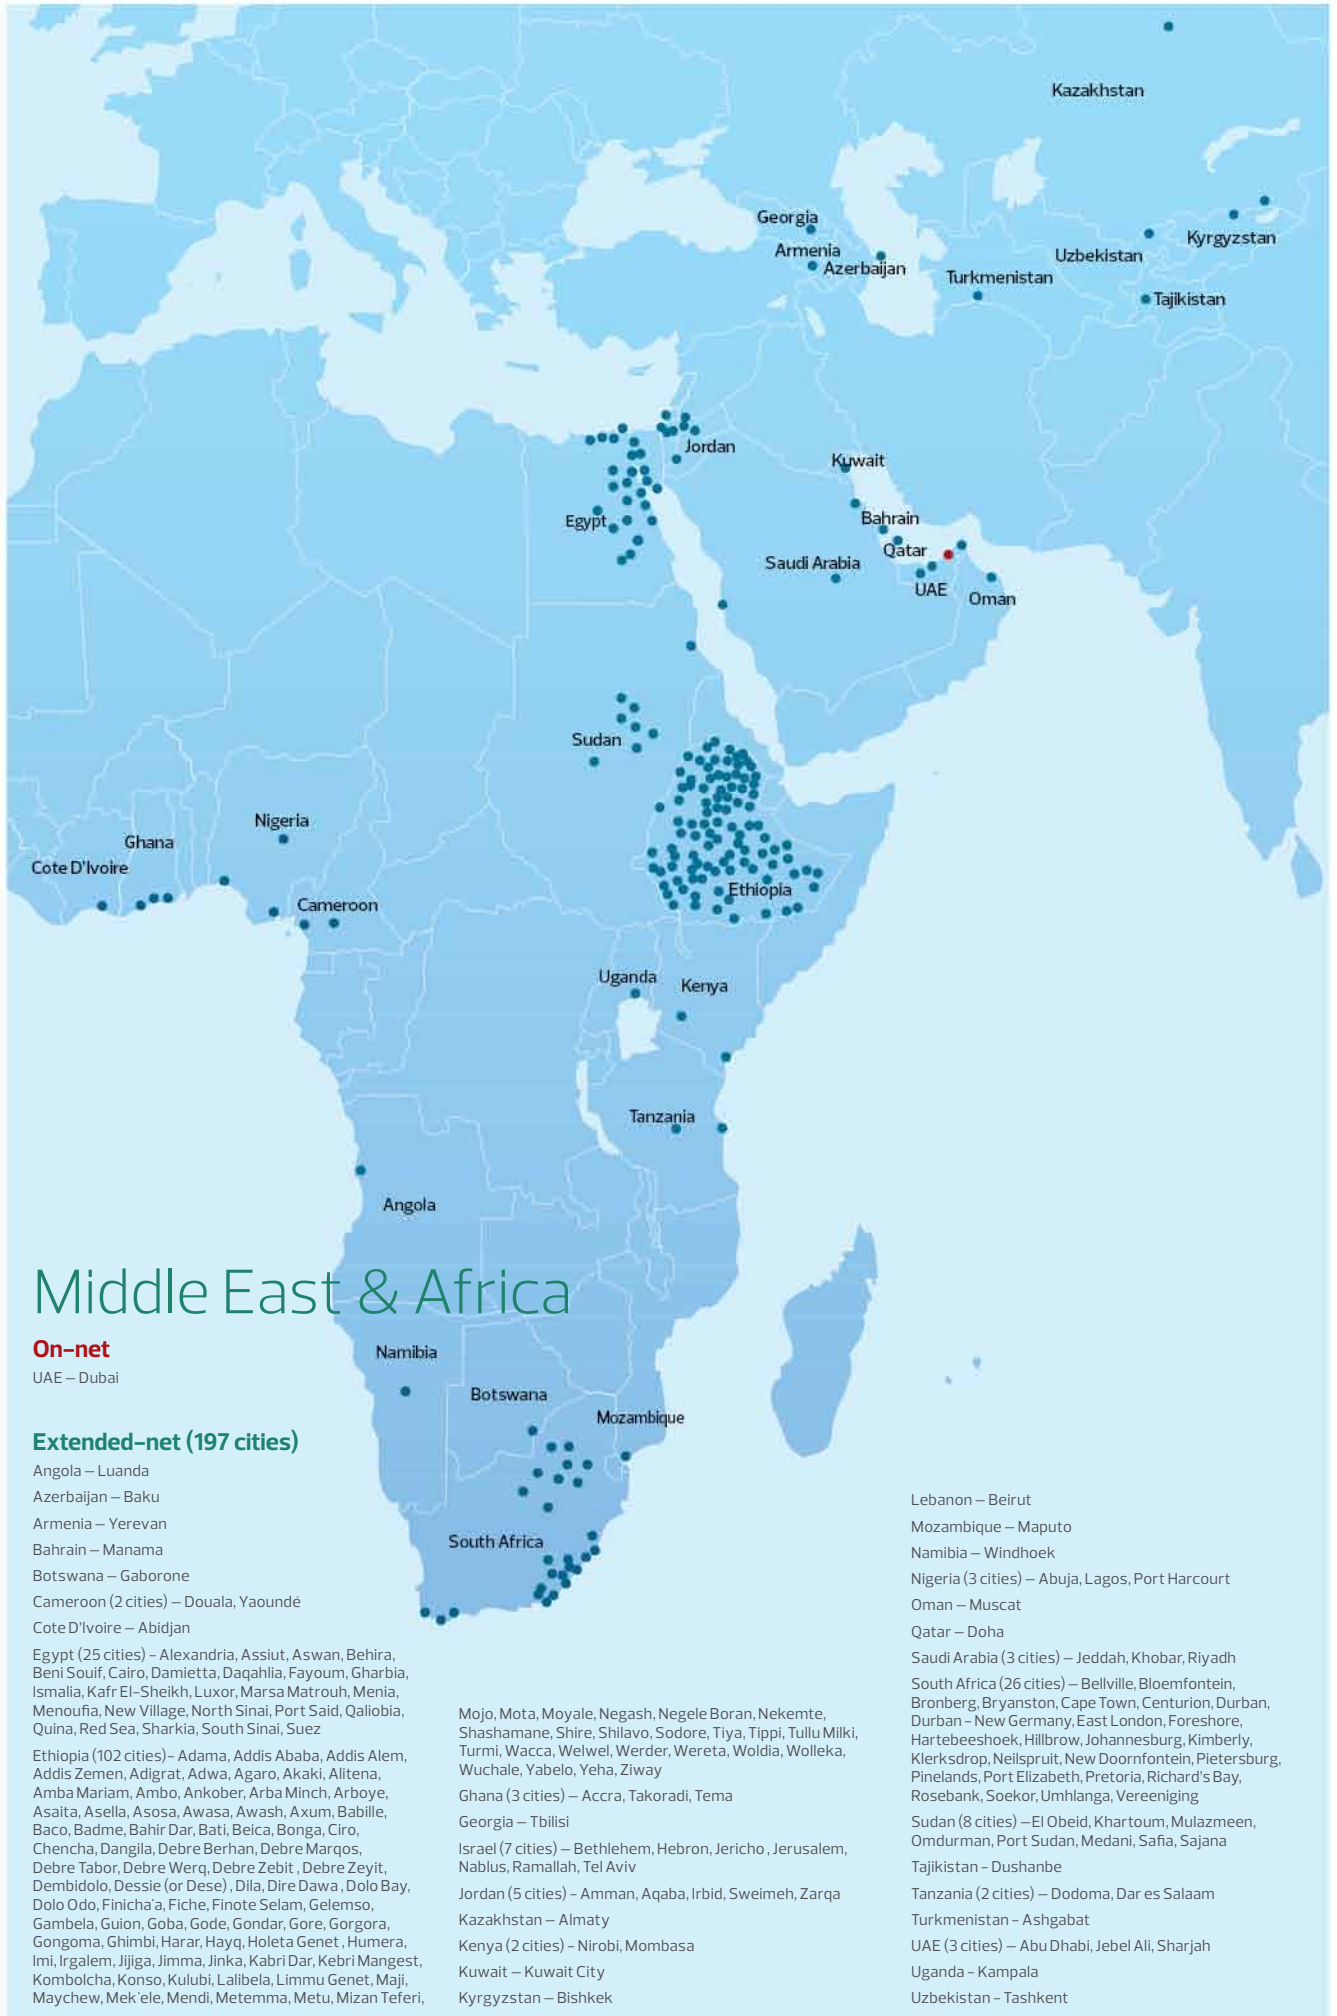 Kazakhstan
Georgia
Armenia
Azerbaijan
Turkmenistan
Uzbekistan
Kyrgyzstan
Tajikistan
Jordan
Kuwait
Egypt
Bahrain
Qatar
Saudi Arabia
UAE
Oman
Sudan
Nigeria
Ghana
Cote D'Ivoire
Cameroon
Ethiopia
Uganda
Kenya
Tanzania
Angola
Namibia
Botswana
Mozambique
South Africa
Middle East & Africa
On-net
UAE – Dubai
Extended-net (197 cities)
Angola – Luanda
Azerbaijan – Baku
Armenia – Yerevan
Bahrain – Manama
Botswana – Gaborone
Cameroon (2 cities) – Douala, Yaoundé
Cote D'Ivoire – Abidjan
Egypt (25 cities) - Alexandria, Assiut, Aswan, Behira,
Beni Souif, Cairo, Damietta, Daqahlia, Fayoum, Gharbia,
Ismalia, Kafr El-Sheikh, Luxor, Marsa Matrouh, Menia,
Menoufia, New Village, North Sinai, Port Said, Qaliobia,
Quina, Red Sea, Sharkia, South Sinai, Suez
Ethiopia (102 cities)- Adama, Addis Ababa, Addis Alem,
Addis Zemen, Adigrat, Adwa, Agaro, Akaki, Alitena,
Amba Mariam, Ambo, Ankober, Arba Minch, Arboye,
Asaita, Asella, Asosa, Awasa, Awash, Axum, Babille,
Baco, Badme, Bahir Dar, Bati, Beica, Bonga, Ciro,
Chencha, Dangila, Debre Berhan, Debre Marqos,
Debre Tabor, Debre Werq, Debre Zebit , Debre Zeyit,
Dembidolo, Dessie (or Dese) , Dila, Dire Dawa , Dolo Bay,
Dolo Odo, Finicha'a, Fiche, Finote Selam, Gelemso,
Gambela, Guion, Goba, Gode, Gondar, Gore, Gorgora,
Gongoma, Ghimbi, Harar, Hayq, Holeta Genet , Humera,
Imi, Irgalem, Jijiga, Jimma, Jinka, Kabri Dar, Kebri Mangest,
Kombolcha, Konso, Kulubi, Lalibela, Limmu Genet, Maji,
Maychew, Mek'ele, Mendi, Metemma, Metu, Mizan Teferi,
Mojo, Mota, Moyale, Negash, Negele Boran, Nekemte,
Shashamane, Shire, Shilavo, Sodore, Tiya, Tippi, Tullu Milki,
Turmi, Wacca, Welwel, Werder, Wereta, Woldia, Wolleka,
Wuchale, Yabelo, Yeha, Ziway
Ghana (3 cities) – Accra, Takoradi, Tema
Georgia – Tbilisi
Israel (7 cities) – Bethlehem, Hebron, Jericho , Jerusalem,
Nablus, Ramallah, Tel Aviv
Jordan (5 cities) - Amman, Aqaba, Irbid, Sweimeh, Zarqa
Kazakhstan – Almaty
Kenya (2 cities) - Nirobi, Mombasa
Kuwait – Kuwait City
Kyrgyzstan – Bishkek
Lebanon – Beirut
Mozambique – Maputo
Namibia – Windhoek
Nigeria (3 cities) – Abuja, Lagos, Port Harcourt
Oman – Muscat
Qatar – Doha
Saudi Arabia (3 cities) – Jeddah, Khobar, Riyadh
South Africa (26 cities) – Bellville, Bloemfontein,
Bronberg, Bryanston, Cape Town, Centurion, Durban,
Durban - New Germany, East London, Foreshore,
Hartebeeshoek, Hillbrow, Johannesburg, Kimberly,
Klerksdrop, Neilspruit, New Doornfontein, Pietersburg,
Pinelands, Port Elizabeth, Pretoria, Richard's Bay,
Rosebank, Soekor, Umhlanga, Vereeniging
Sudan (8 cities) –El Obeid, Khartoum, Mulazmeen,
Omdurman, Port Sudan, Medani, Safia, Sajana
Tajikistan - Dushanbe
Tanzania (2 cities) – Dodoma, Dar es Salaam
Turkmenistan - Ashgabat
UAE (3 cities) – Abu Dhabi, Jebel Ali, Sharjah
Uganda - Kampala
Uzbekistan - Tashkent